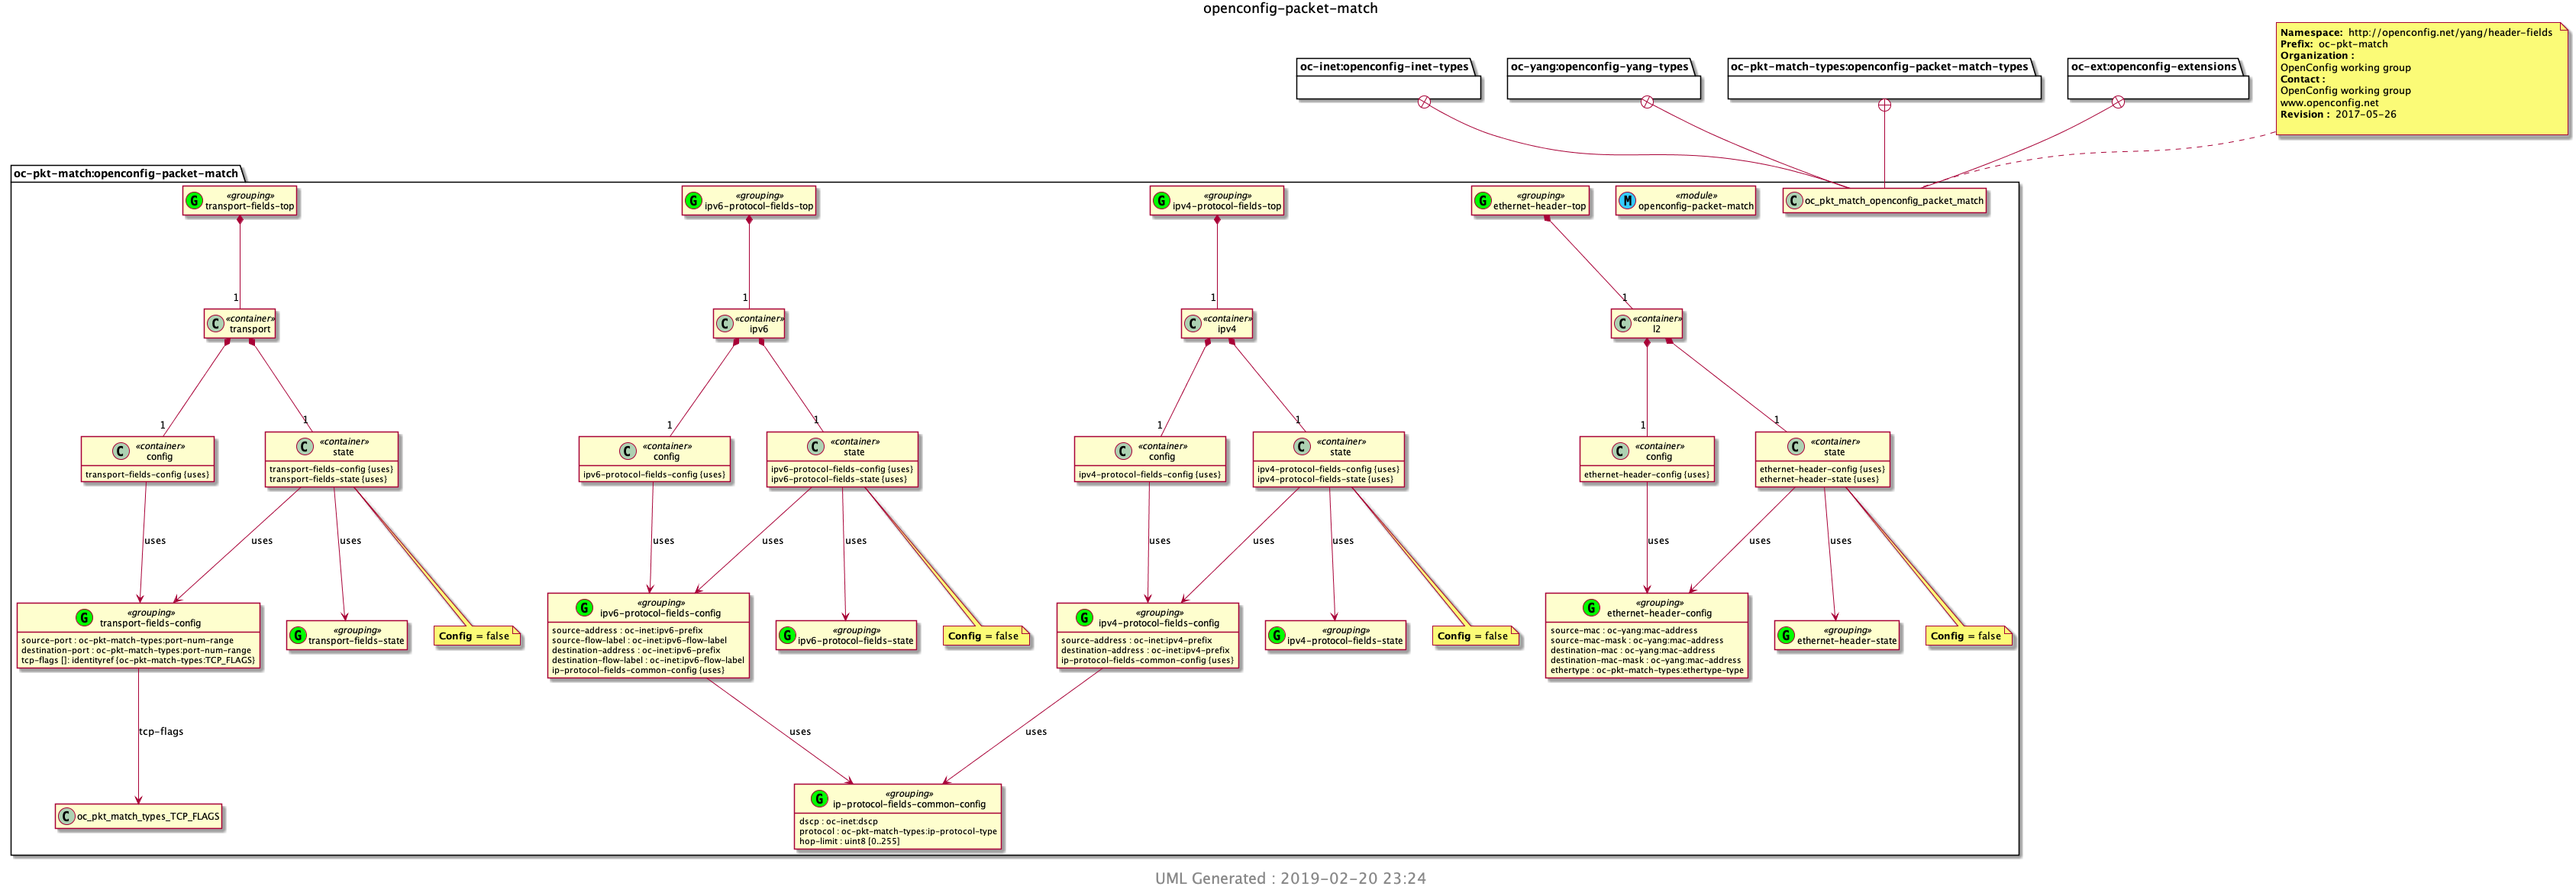 openconfig-packet-match
Namespace: http://openconfig.net/yang/header-fields
Prefix: oc-pkt-match
Organization :
OpenConfig working group
Contact :
OpenConfig working group
www.openconfig.net
Revision : 2017-05-26
oc-inet:openconfig-inet-types
oc-yang:openconfig-yang-types
oc-pkt-match-types:openconfig-packet-match-types
oc-ext:openconfig-extensions
oc-pkt-match:openconfig-packet-match
G «grouping»
transport-fields-top
G «grouping»
ipv6-protocol-fields-top
G «grouping»
ipv4-protocol-fields-top
G «grouping»
ethernet-header-top
M «module»
openconfig-packet-match
C oc_pkt_match_openconfig_packet_match
1
1
1
1
C «container»
transport
C «container»
ipv6
C «container»
ipv4
C «container»
l2
1
1
1
1
1
1
1
1
C «container»
config
transport-fields-config {uses}
C «container»
state
transport-fields-config {uses}
transport-fields-state {uses}
C «container»
config
ipv6-protocol-fields-config {uses}
C «container»
state
ipv6-protocol-fields-config {uses}
ipv6-protocol-fields-state {uses}
C «container»
config
ipv4-protocol-fields-config {uses}
C «container»
state
ipv4-protocol-fields-config {uses}
ipv4-protocol-fields-state {uses}
C «container»
config
ethernet-header-config {uses}
C «container»
state
ethernet-header-config {uses}
ethernet-header-state {uses}
uses
uses
uses
uses
uses
uses
uses
uses
uses
uses
uses
uses
G «grouping»
transport-fields-config
source-port : oc-pkt-match-types:port-num-range
destination-port : oc-pkt-match-types:port-num-range
tcp-flags []: identityref {oc-pkt-match-types:TCP_FLAGS}
G «grouping»
transport-fields-state
Config = false
G «grouping»
ipv6-protocol-fields-config
source-address : oc-inet:ipv6-prefix
source-flow-label : oc-inet:ipv6-flow-label
destination-address : oc-inet:ipv6-prefix
destination-flow-label : oc-inet:ipv6-flow-label
ip-protocol-fields-common-config {uses}
G «grouping»
ipv6-protocol-fields-state
Config = false
G «grouping»
ipv4-protocol-fields-config
source-address : oc-inet:ipv4-prefix
destination-address : oc-inet:ipv4-prefix
ip-protocol-fields-common-config {uses}
G «grouping»
ipv4-protocol-fields-state
Config = false
G «grouping»
ethernet-header-config
source-mac : oc-yang:mac-address
source-mac-mask : oc-yang:mac-address
destination-mac : oc-yang:mac-address
destination-mac-mask : oc-yang:mac-address
ethertype : oc-pkt-match-types:ethertype-type
G «grouping»
ethernet-header-state
Config = false
tcp-flags
uses
uses
C oc_pkt_match_types_TCP_FLAGS
G «grouping»
ip-protocol-fields-common-config
dscp : oc-inet:dscp
protocol : oc-pkt-match-types:ip-protocol-type
hop-limit : uint8 [0..255]
UML Generated : 2019-02-20 23:24